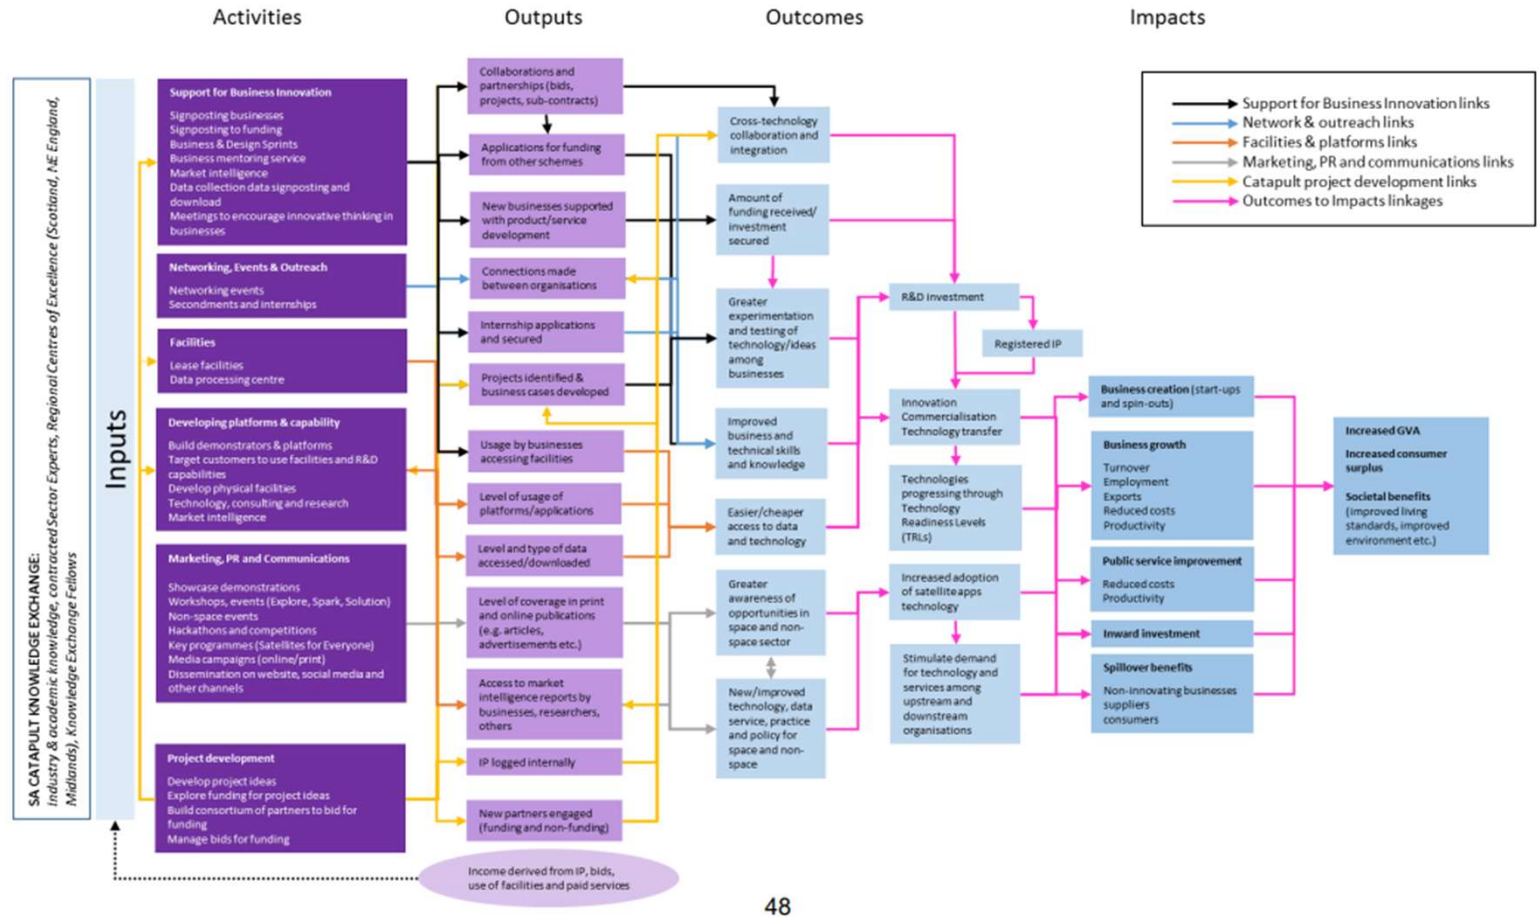 Activities
Outputs
Outcomes
Impacts
SA CATAPULT KNOWLEDGE EXCHANGE:
Industry & academic knowledge, contracted Sector Experts, Regional Centres of Excellence (Scotland, NE England,
Midlands), Knowledge Exchange Fellows
Inputs
Support for Business Innovation
Signposting businesses
Signposting to funding
Business & Design Sprints
Business mentoring service
Market intelligence
Data collection data signposting and
download
Meetings to encourage innovative thinking in
businesses
Networking, Events & Outreach
Networking events
Secondments and internships
Facilities
Lease facilities
Data processing centre
Developing platforms & capability
Build demonstrators & platforms
Target customers to use facilities and R&D
capabilities
Develop physical facilities
Technology, consulting and research
Market intelligence
Marketing, PR and Communications
Showcase demonstrations
Workshops, events (Explore, Spark, Solution)
Non-space events
Hackathons and competitions
Key programmes (Satellites for Everyone)
Media campaigns (online/print)
Dissemination on website, social media and
other channels
Project development
Develop project ideas
Explore funding for project ideas
Build consortium of partners to bid for
funding
Manage bids for funding
Collaborations and
partnerships (bids,
projects, sub-contracts)
Applications for funding
from other schemes
New businesses supported
with product/service
development
Connections made
between organisations
Internship applications
and secured
Projects identified &
business cases developed
Usage by businesses
accessing facilities
Level of usage of
platforms/applications
Level and type of data
accessed/downloaded
Level of coverage in print
and online publications
(e.g. articles,
advertisements etc.)
Access to market
intelligence reports by
businesses, researchers,
others
IP logged internally
New partners engaged
(funding and non-funding)
Income derived from IP, bids,
use of facilities and paid services
Cross-technology
collaboration and
integration
Amount of
funding received/
investment
secured
Greater
experimentation
and testing of
technology/ideas
among
businesses
Improved
business and
technical skills
and knowledge
Easier/cheaper
access to data
and technology
Greater
awareness of
opportunities in
space and non-
space sector
New/improved
technology, data
service, practice
and policy for
space and non-
space
R&D investment
Registered IP
Innovation
Commercialisation
Technology transfer
Technologies
progressing through
Technology
Readiness Levels
(TRLs)
Increased adoption
of satellite apps
technology
Stimulate demand
for technology and
services among
upstream and
downstream
organisations
Business creation (start-ups
and spin-outs)
Business growth
Turnover
Employment
Exports
Reduced costs
Productivity
Public service improvement
Reduced costs
Productivity
Inward investment
Spillover benefits
Non-innovating businesses
suppliers
consumers
Increased GVA
Increased consumer
surplus
Societal benefits
(improved living
standards, improved
environment etc.)
Support for Business Innovation links
Network & outreach links
Facilities & platforms links
Marketing, PR and communications links
Catapult project development links
Outcomes to Impacts linkages
48